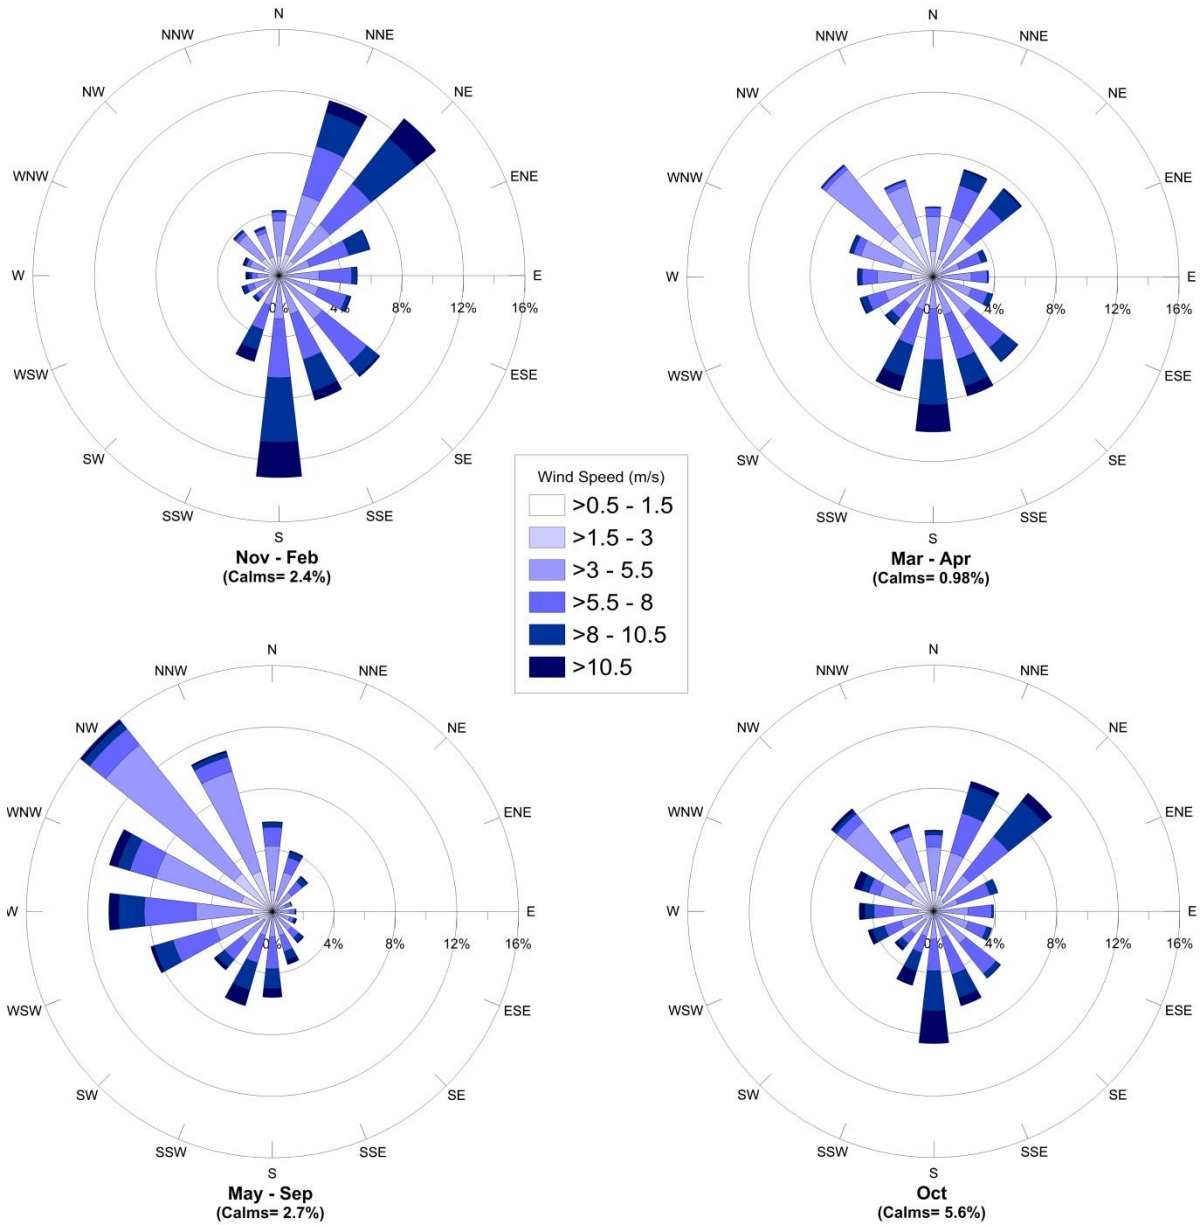 N
NNW
NNE
NW
NE
WNW
ENE
W
E
0%
4%
8%
12%
16%
WSW
ESE
SW
SE
SSW
SSE
S
Nov - Feb
(Calms= 2.4%)
N
NNW
NNE
NW
NE
WNW
ENE
W
E
0%
4%
8%
12%
16%
WSW
ESE
SW
SE
SSW
SSE
S
Mar - Apr
(Calms= 0.98%)
Wind Speed (m/s)
>0.5 - 1.5
>1.5 - 3
>3 - 5.5
>5.5 - 8
>8 - 10.5
>10.5
N
NNW
NNE
NW
NE
WNW
ENE
W
E
0%
4%
8%
12%
16%
WSW
ESE
SW
SE
SSW
SSE
S
May - Sep
(Calms= 2.7%)
N
NNW
NNE
NW
NE
WNW
ENE
W
E
0%
4%
8%
12%
16%
WSW
ESE
SW
SE
SSW
SSE
S
Oct
(Calms= 5.6%)